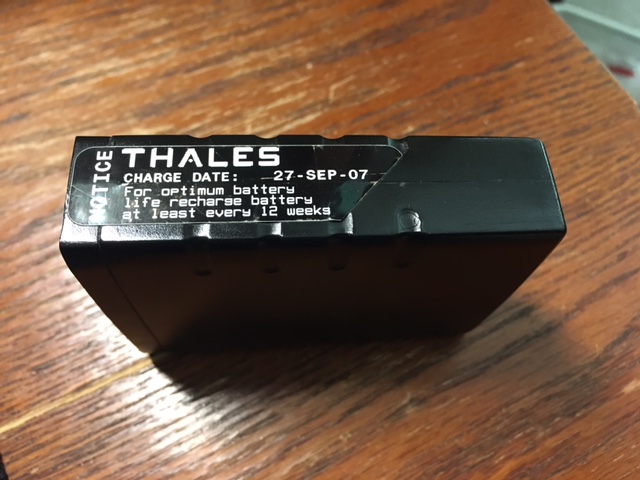 NOTICE
THALES
CHARGE DATE: 27-SEP-07
For optimum battery
life recharge battery
at least every 12 weeks